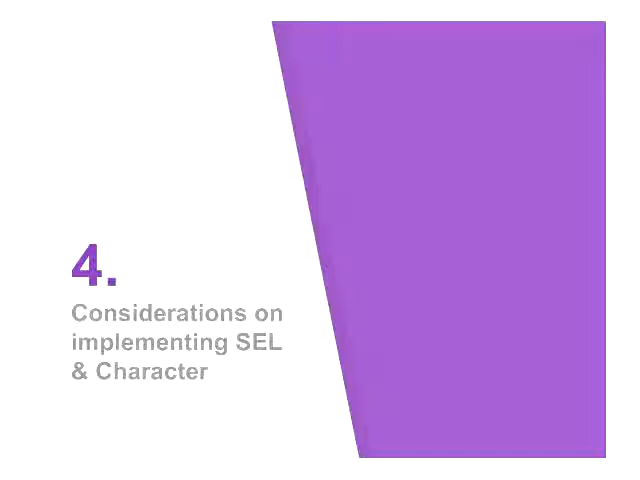 4.
Considerations on
implementing SEL
& Character